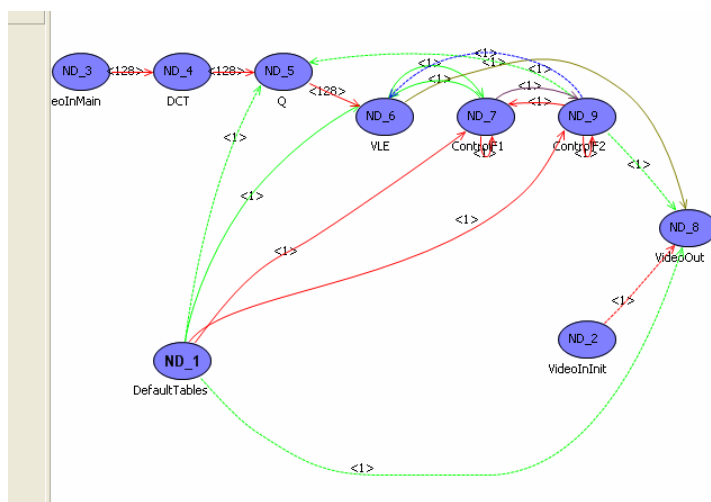 <1>
<1>
<1>
<1>
ND_3
<128>
ND_4
<128>
ND_5
<1>
<1>
<128>
eoInMain
DCT
Q
<1>
ND_6
ND_7
ND_9
VLE
ControlF1
ControlF2
<1>
<1>
<1>
<1>
<1>
<1>
ND_8
<1>
VideoOut
<1>
ND_2
ND_1
VideoInInit
DefaultTables
<1>